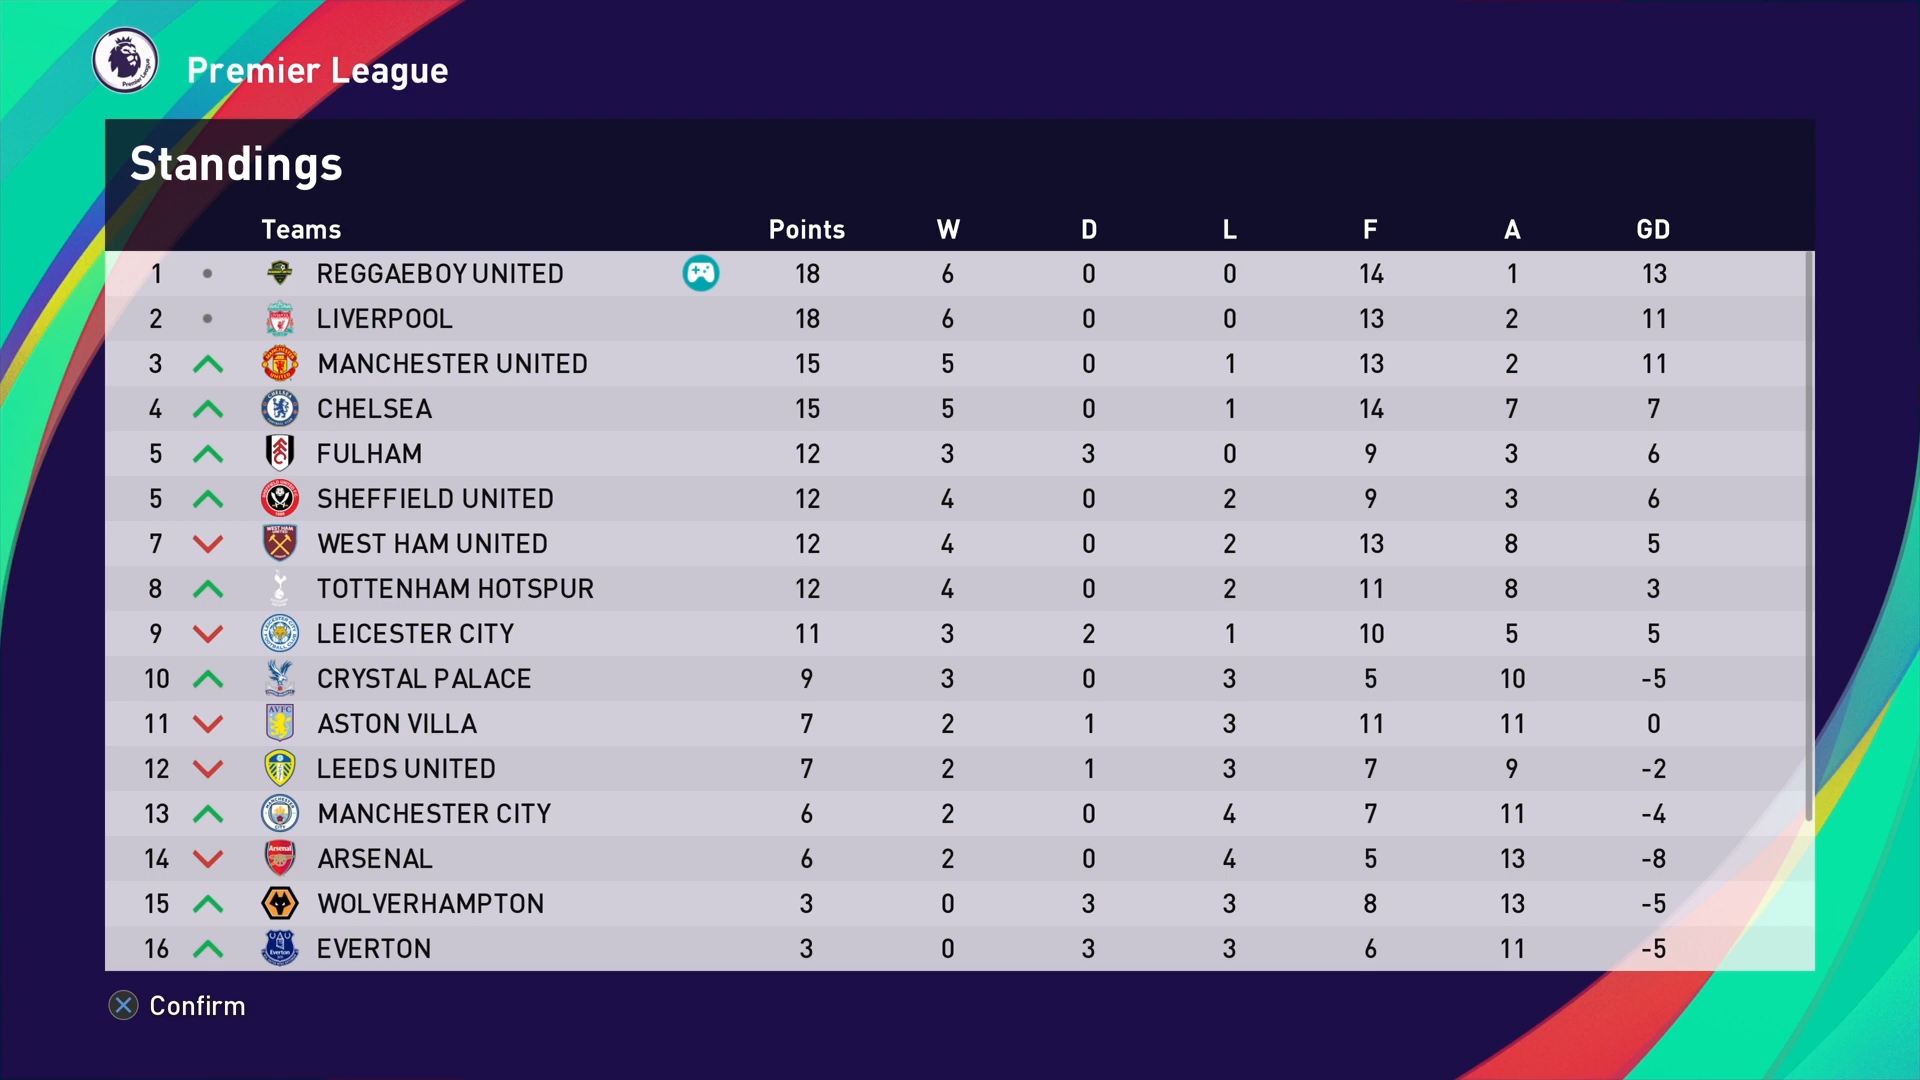 Premier League
Standings
Teams Points W D L F A GD
1 REGGAEBOY UNITED 18 6 0 0 14 1 13
2 LIVERPOOL 18 6 0 0 13 2 11
3 MANCHESTER UNITED 15 5 0 1 13 2 11
4 CHELSEA 15 5 0 1 14 7 7
5 FULHAM 12 3 3 0 9 3 6
5 SHEFFIELD UNITED 12 4 0 2 9 3 6
7 WEST HAM UNITED 12 4 0 2 13 8 5
8 TOTTENHAM HOTSPUR 12 4 0 2 11 8 3
9 LEICESTER CITY 11 3 2 1 10 5 5
10 CRYSTAL PALACE 9 3 0 3 5 10 -5
11 ASTON VILLA 7 2 1 3 11 11 0
12 LEEDS UNITED 7 2 1 3 7 9 -2
13 MANCHESTER CITY 6 2 0 4 7 11 -4
14 ARSENAL 6 2 0 4 5 13 -8
15 WOLVERHAMPTON 3 0 3 3 8 13 -5
16 EVERTON 3 0 3 3 6 11 -5
Confirm